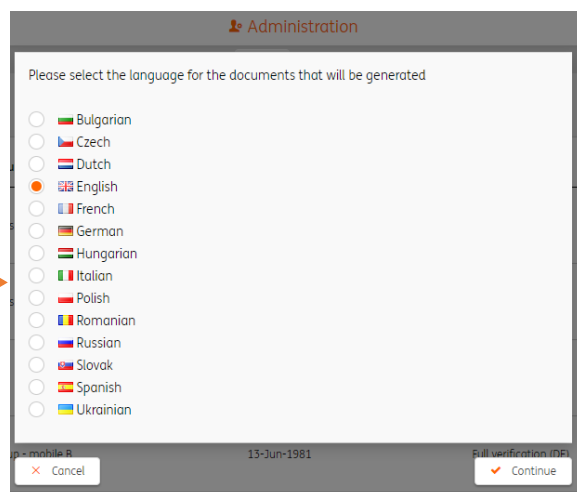 Administration
Please select the language for the documents that will be generated
Bulgarian
Czech
Dutch
English
French
German
Hungarian
Italian
Polish
Romanian
Russian
Slovak
Spanish
Ukrainian
mobile B 13-Jun-1981 Full verification (DE)
Cancel Continue